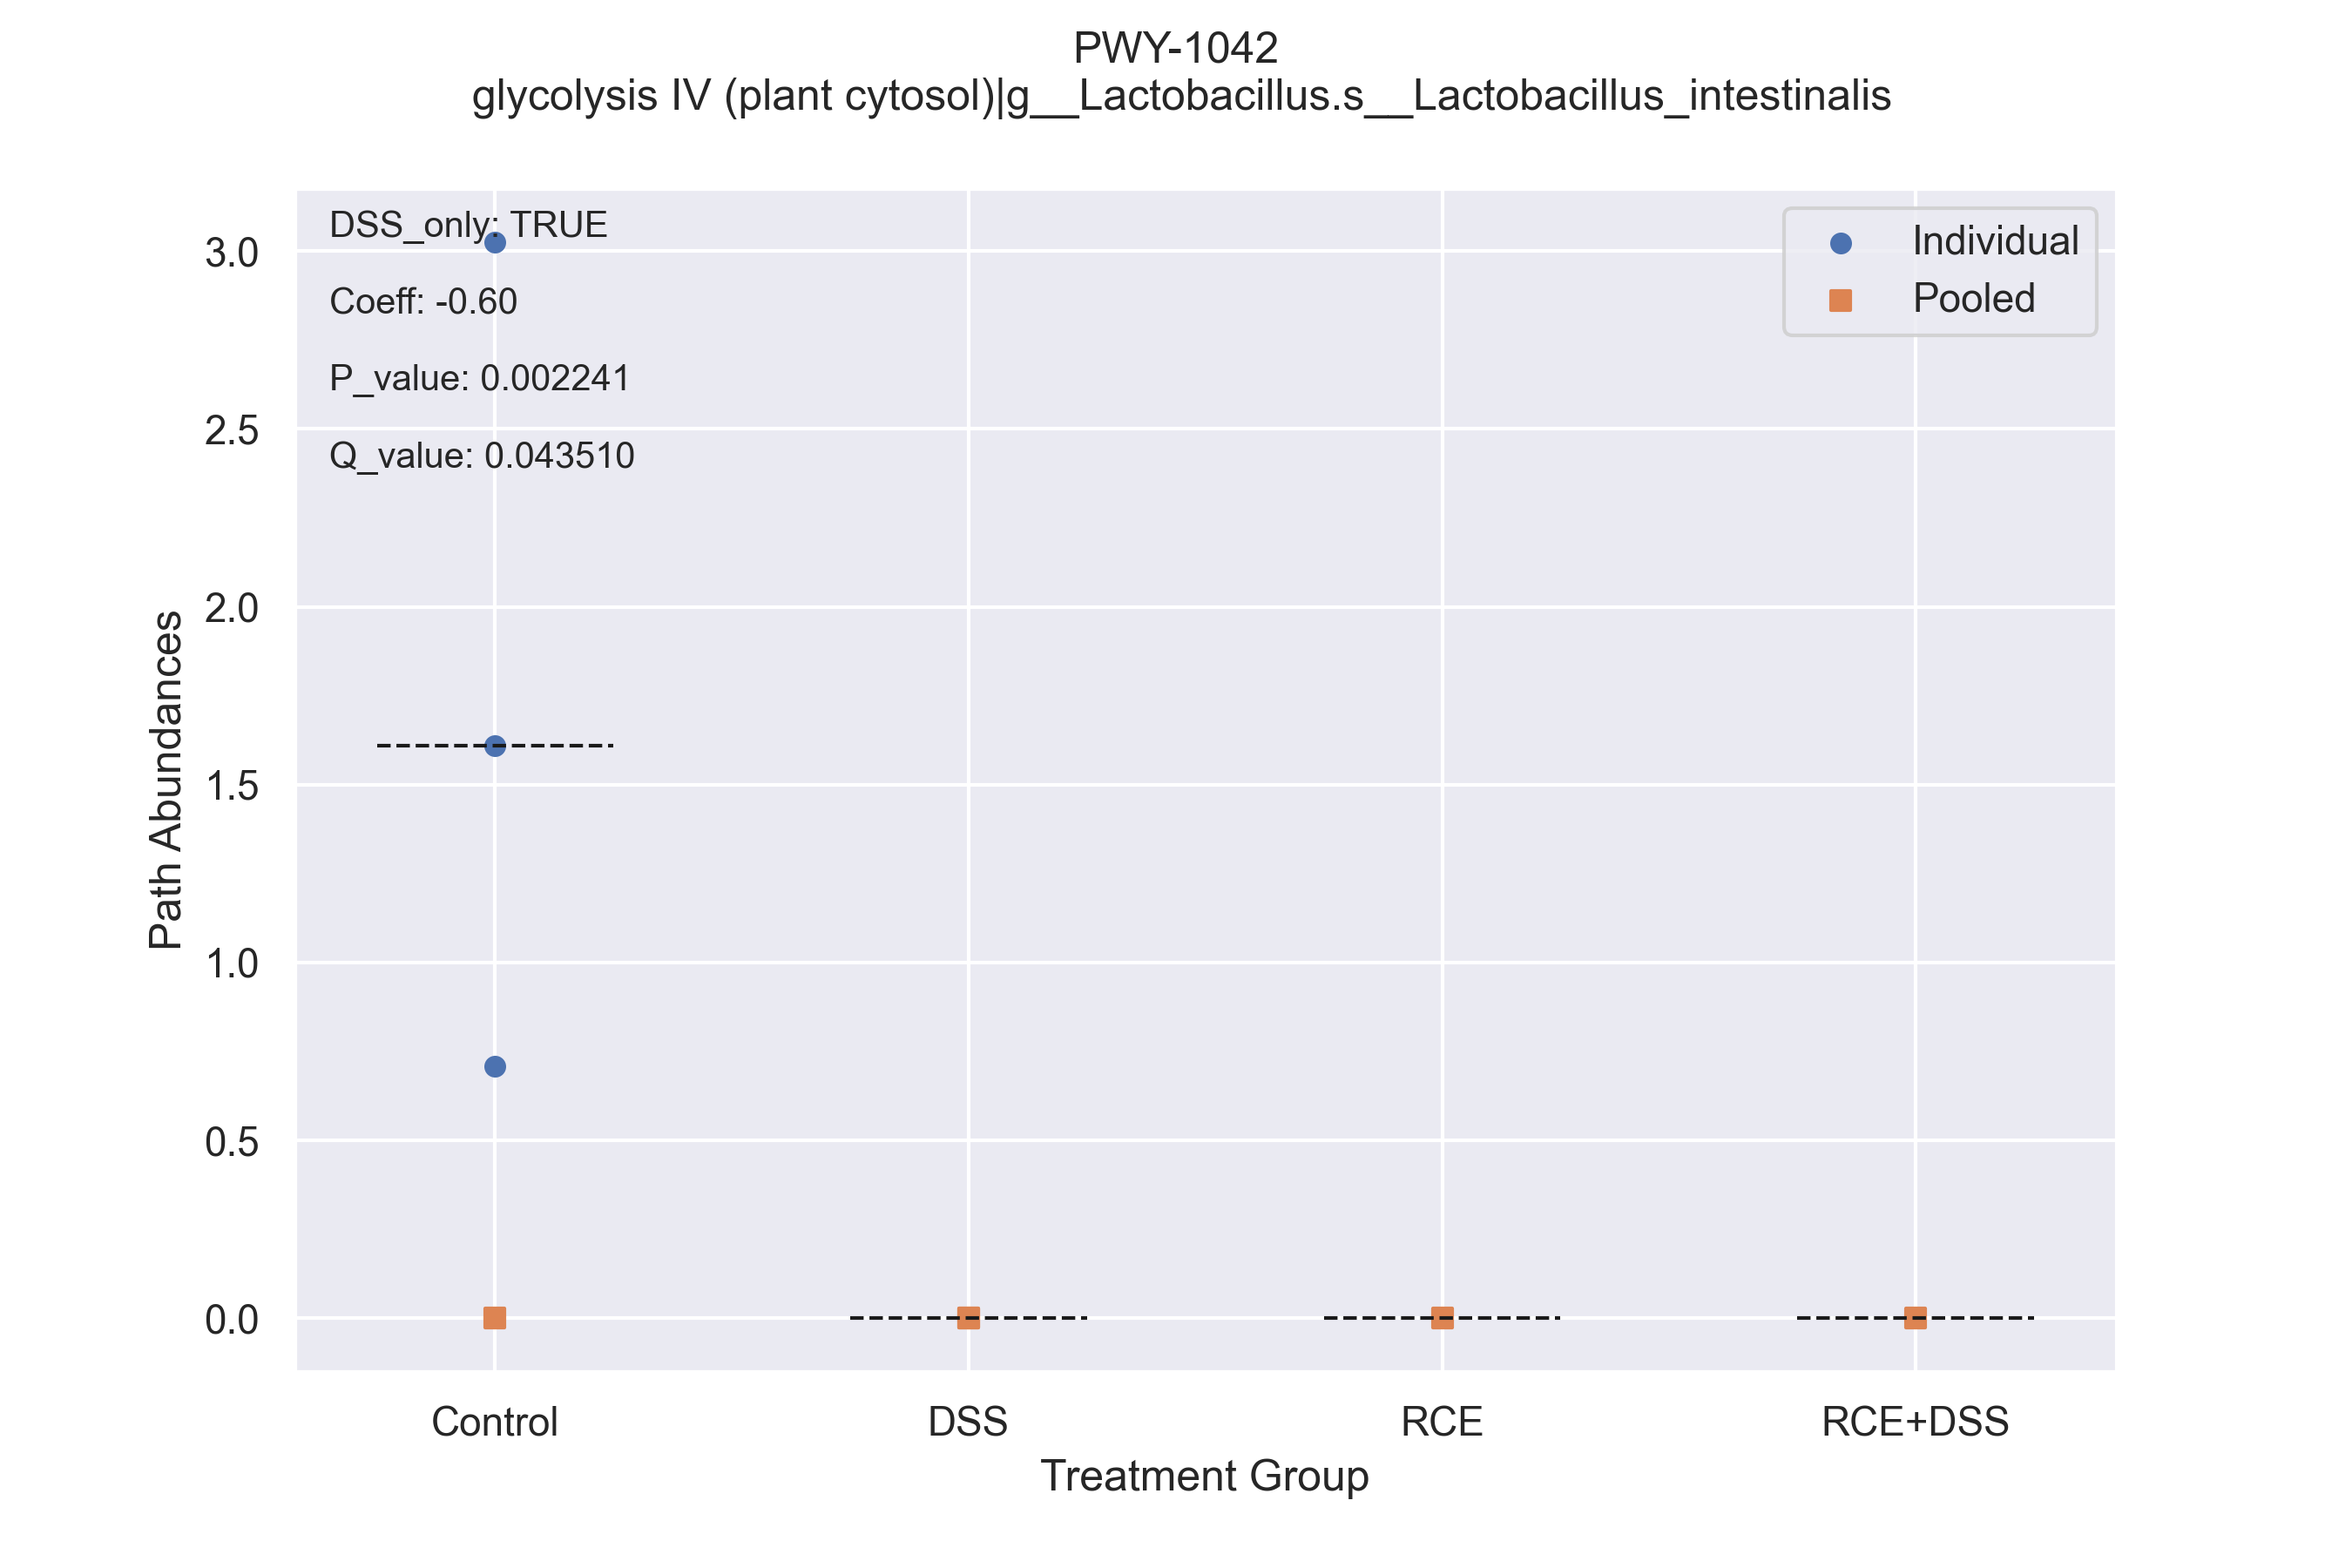 PWY-1042
glycolysis IV (plant cytosol)|g__Lactobacillus.s__Lactobacillus_intestinalis
DSS_only: TRUE
Coeff: -0.60
P_value: 0.002241
Q_value: 0.043510
Individual
Pooled
Path Abundances
3.0
2.5
2.0
1.5
1.0
0.5
0.0
Control
DSS
RCE
RCE+DSS
Treatment Group